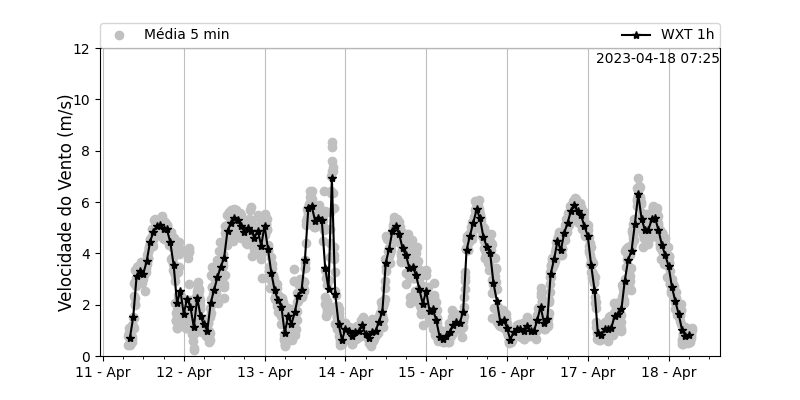 Média 5 min
WXT 1h
2023-04-18 07:25
Velocidade do Vento (m/s)
12
10
8
6
4
2
0
11 - Apr
12 - Apr
13 - Apr
14 - Apr
15 - Apr
16 - Apr
17 - Apr
18 - Apr